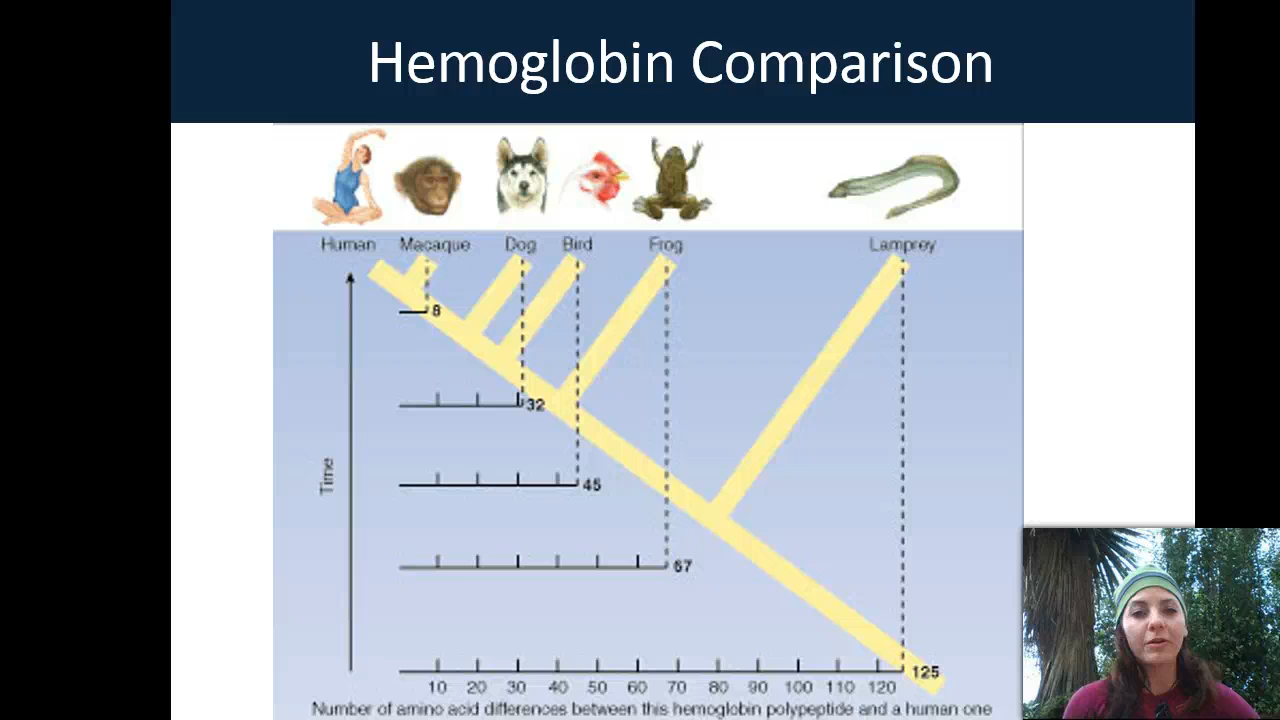 Hemoglobin Comparison
Human Macaque Dog Bird Frog Lamprey
8
32
45
67
125
Time
10 20 30 40 50 60 70 80 90 100 110 120
Number of amino acid differences between this hemoglobin polypeptide and a human one